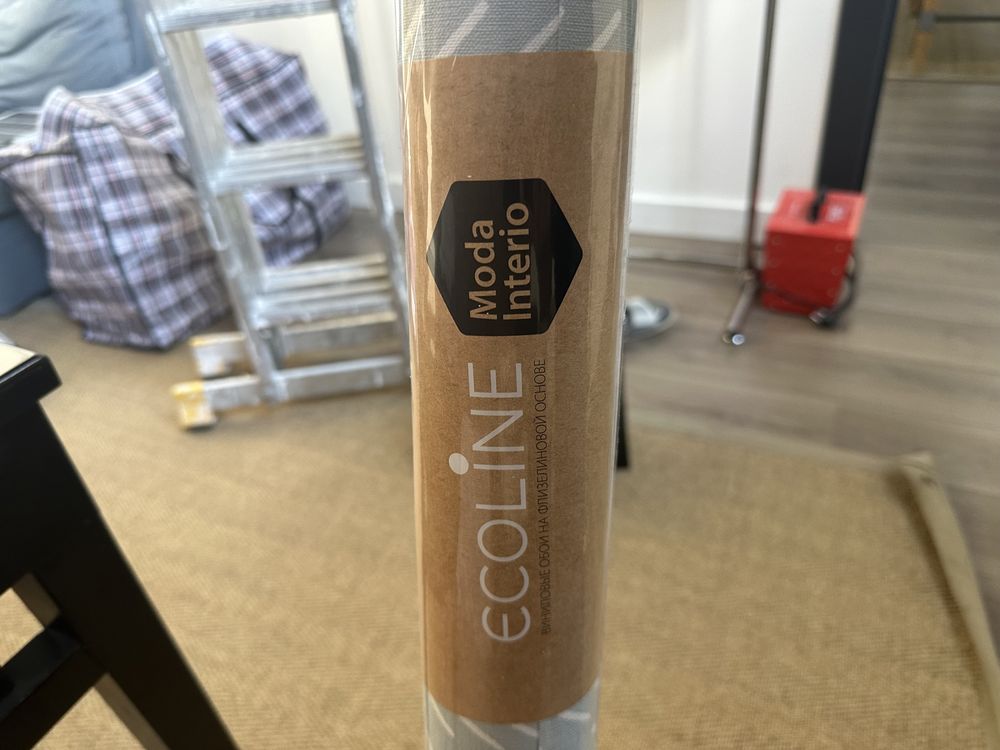 Moda
Interio
ECOLiNE
ВИНИЛОВЫЕ ОБОИ НА ФЛИЗЕЛИНОВОЙ ОСНОВЕ